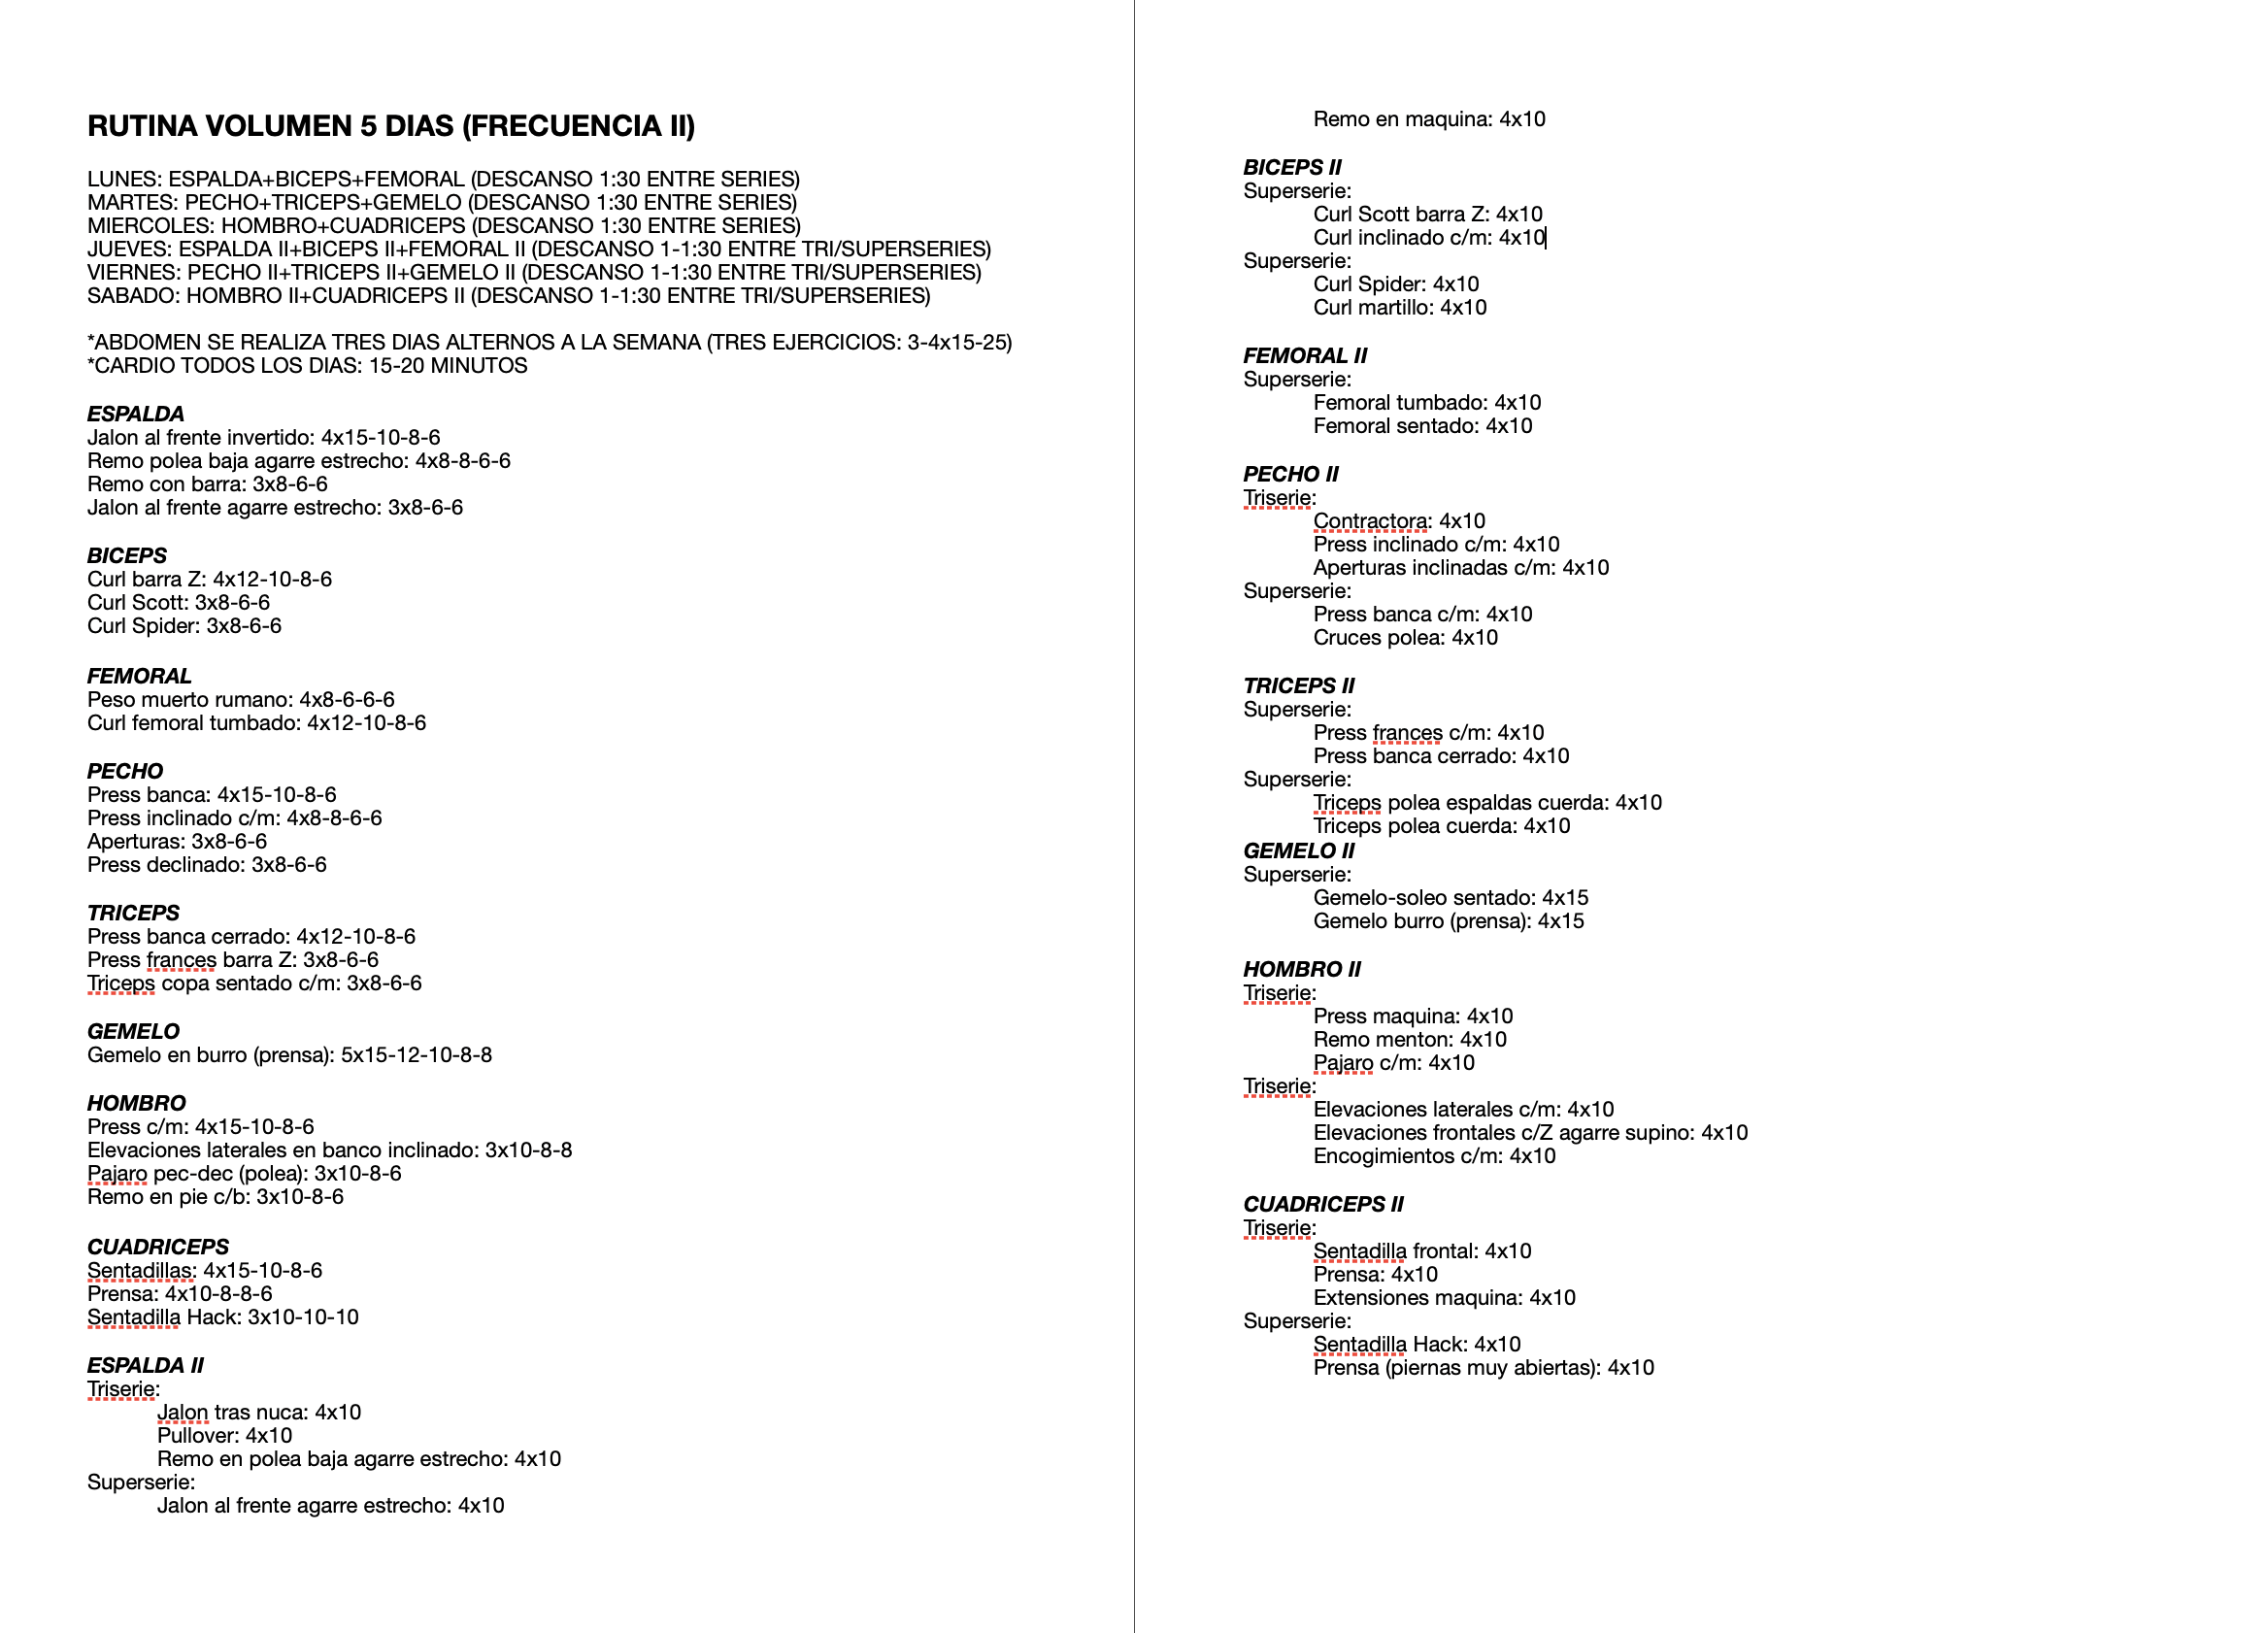 RUTINA VOLUMEN 5 DIAS (FRECUENCIA II)
LUNES: ESPALDA+BICEPS+FEMORAL (DESCANSO 1:30 ENTRE SERIES)
MARTES: PECHO+TRICEPS+GEMELO (DESCANSO 1:30 ENTRE SERIES)
MIERCOLES: HOMBRO+CUADRICEPS (DESCANSO 1:30 ENTRE SERIES)
JUEVES: ESPALDA II+BICEPS II+FEMORAL II (DESCANSO 1-1:30 ENTRE TRI/SUPERSERIES)
VIERNES: PECHO II+TRICEPS II+GEMELO II (DESCANSO 1-1:30 ENTRE TRI/SUPERSERIES)
SABADO: HOMBRO II+CUADRICEPS II (DESCANSO 1-1:30 ENTRE TRI/SUPERSERIES)
*ABDOMEN SE REALIZA TRES DIAS ALTERNOS A LA SEMANA (TRES EJERCICIOS: 3-4x15-25)
*CARDIO TODOS LOS DIAS: 15-20 MINUTOS
ESPALDA
Jalon al frente invertido: 4x15-10-8-6
Remo polea baja agarre estrecho: 4x8-8-6-6
Remo con barra: 3x8-6-6
Jalon al frente agarre estrecho: 3x8-6-6
BICEPS
Curl barra Z: 4x12-10-8-6
Curl Scott: 3x8-6-6
Curl Spider: 3x8-6-6
FEMORAL
Peso muerto rumano: 4x8-6-6-6
Curl femoral tumbado: 4x12-10-8-6
PECHO
Press banca: 4x15-10-8-6
Press inclinado c/m: 4x8-8-6-6
Aperturas: 3x8-6-6
Press declinado: 3x8-6-6
TRICEPS
Press banca cerrado: 4x12-10-8-6
Press frances barra Z: 3x8-6-6
Triceps copa sentado c/m: 3x8-6-6
GEMELO
Gemelo en burro (prensa): 5x15-12-10-8-8
HOMBRO
Press c/m: 4x15-10-8-6
Elevaciones laterales en banco inclinado: 3x10-8-8
Pajaro pec-dec (polea): 3x10-8-6
Remo en pie c/b: 3x10-8-6
CUADRICEPS
Sentadillas: 4x15-10-8-6
Prensa: 4x10-8-8-6
Sentadilla Hack: 3x10-10-10
ESPALDA II
Triserie:
Jalon tras nuca: 4x10
Pullover: 4x10
Remo en polea baja agarre estrecho: 4x10
Superserie:
Jalon al frente agarre estrecho: 4x10
Remo en maquina: 4x10
BICEPS II
Superserie:
Curl Scott barra Z: 4x10
Curl inclinado c/m: 4x10
Superserie:
Curl Spider: 4x10
Curl martillo: 4x10
FEMORAL II
Superserie:
Femoral tumbado: 4x10
Femoral sentado: 4x10
PECHO II
Triserie:
Contractora: 4x10
Press inclinado c/m: 4x10
Aperturas inclinadas c/m: 4x10
Superserie:
Press banca c/m: 4x10
Cruces polea: 4x10
TRICEPS II
Superserie:
Press frances c/m: 4x10
Press banca cerrado: 4x10
Superserie:
Triceps polea espaldas cuerda: 4x10
Triceps polea cuerda: 4x10
GEMELO II
Superserie:
Gemelo-soleo sentado: 4x15
Gemelo burro (prensa): 4x15
HOMBRO II
Triserie:
Press maquina: 4x10
Remo menton: 4x10
Pajaro c/m: 4x10
Triserie:
Elevaciones laterales c/m: 4x10
Elevaciones frontales c/Z agarre supino: 4x10
Encogimientos c/m: 4x10
CUADRICEPS II
Triserie:
Sentadilla frontal: 4x10
Prensa: 4x10
Extensiones maquina: 4x10
Superserie:
Sentadilla Hack: 4x10
Prensa (piernas muy abiertas): 4x10